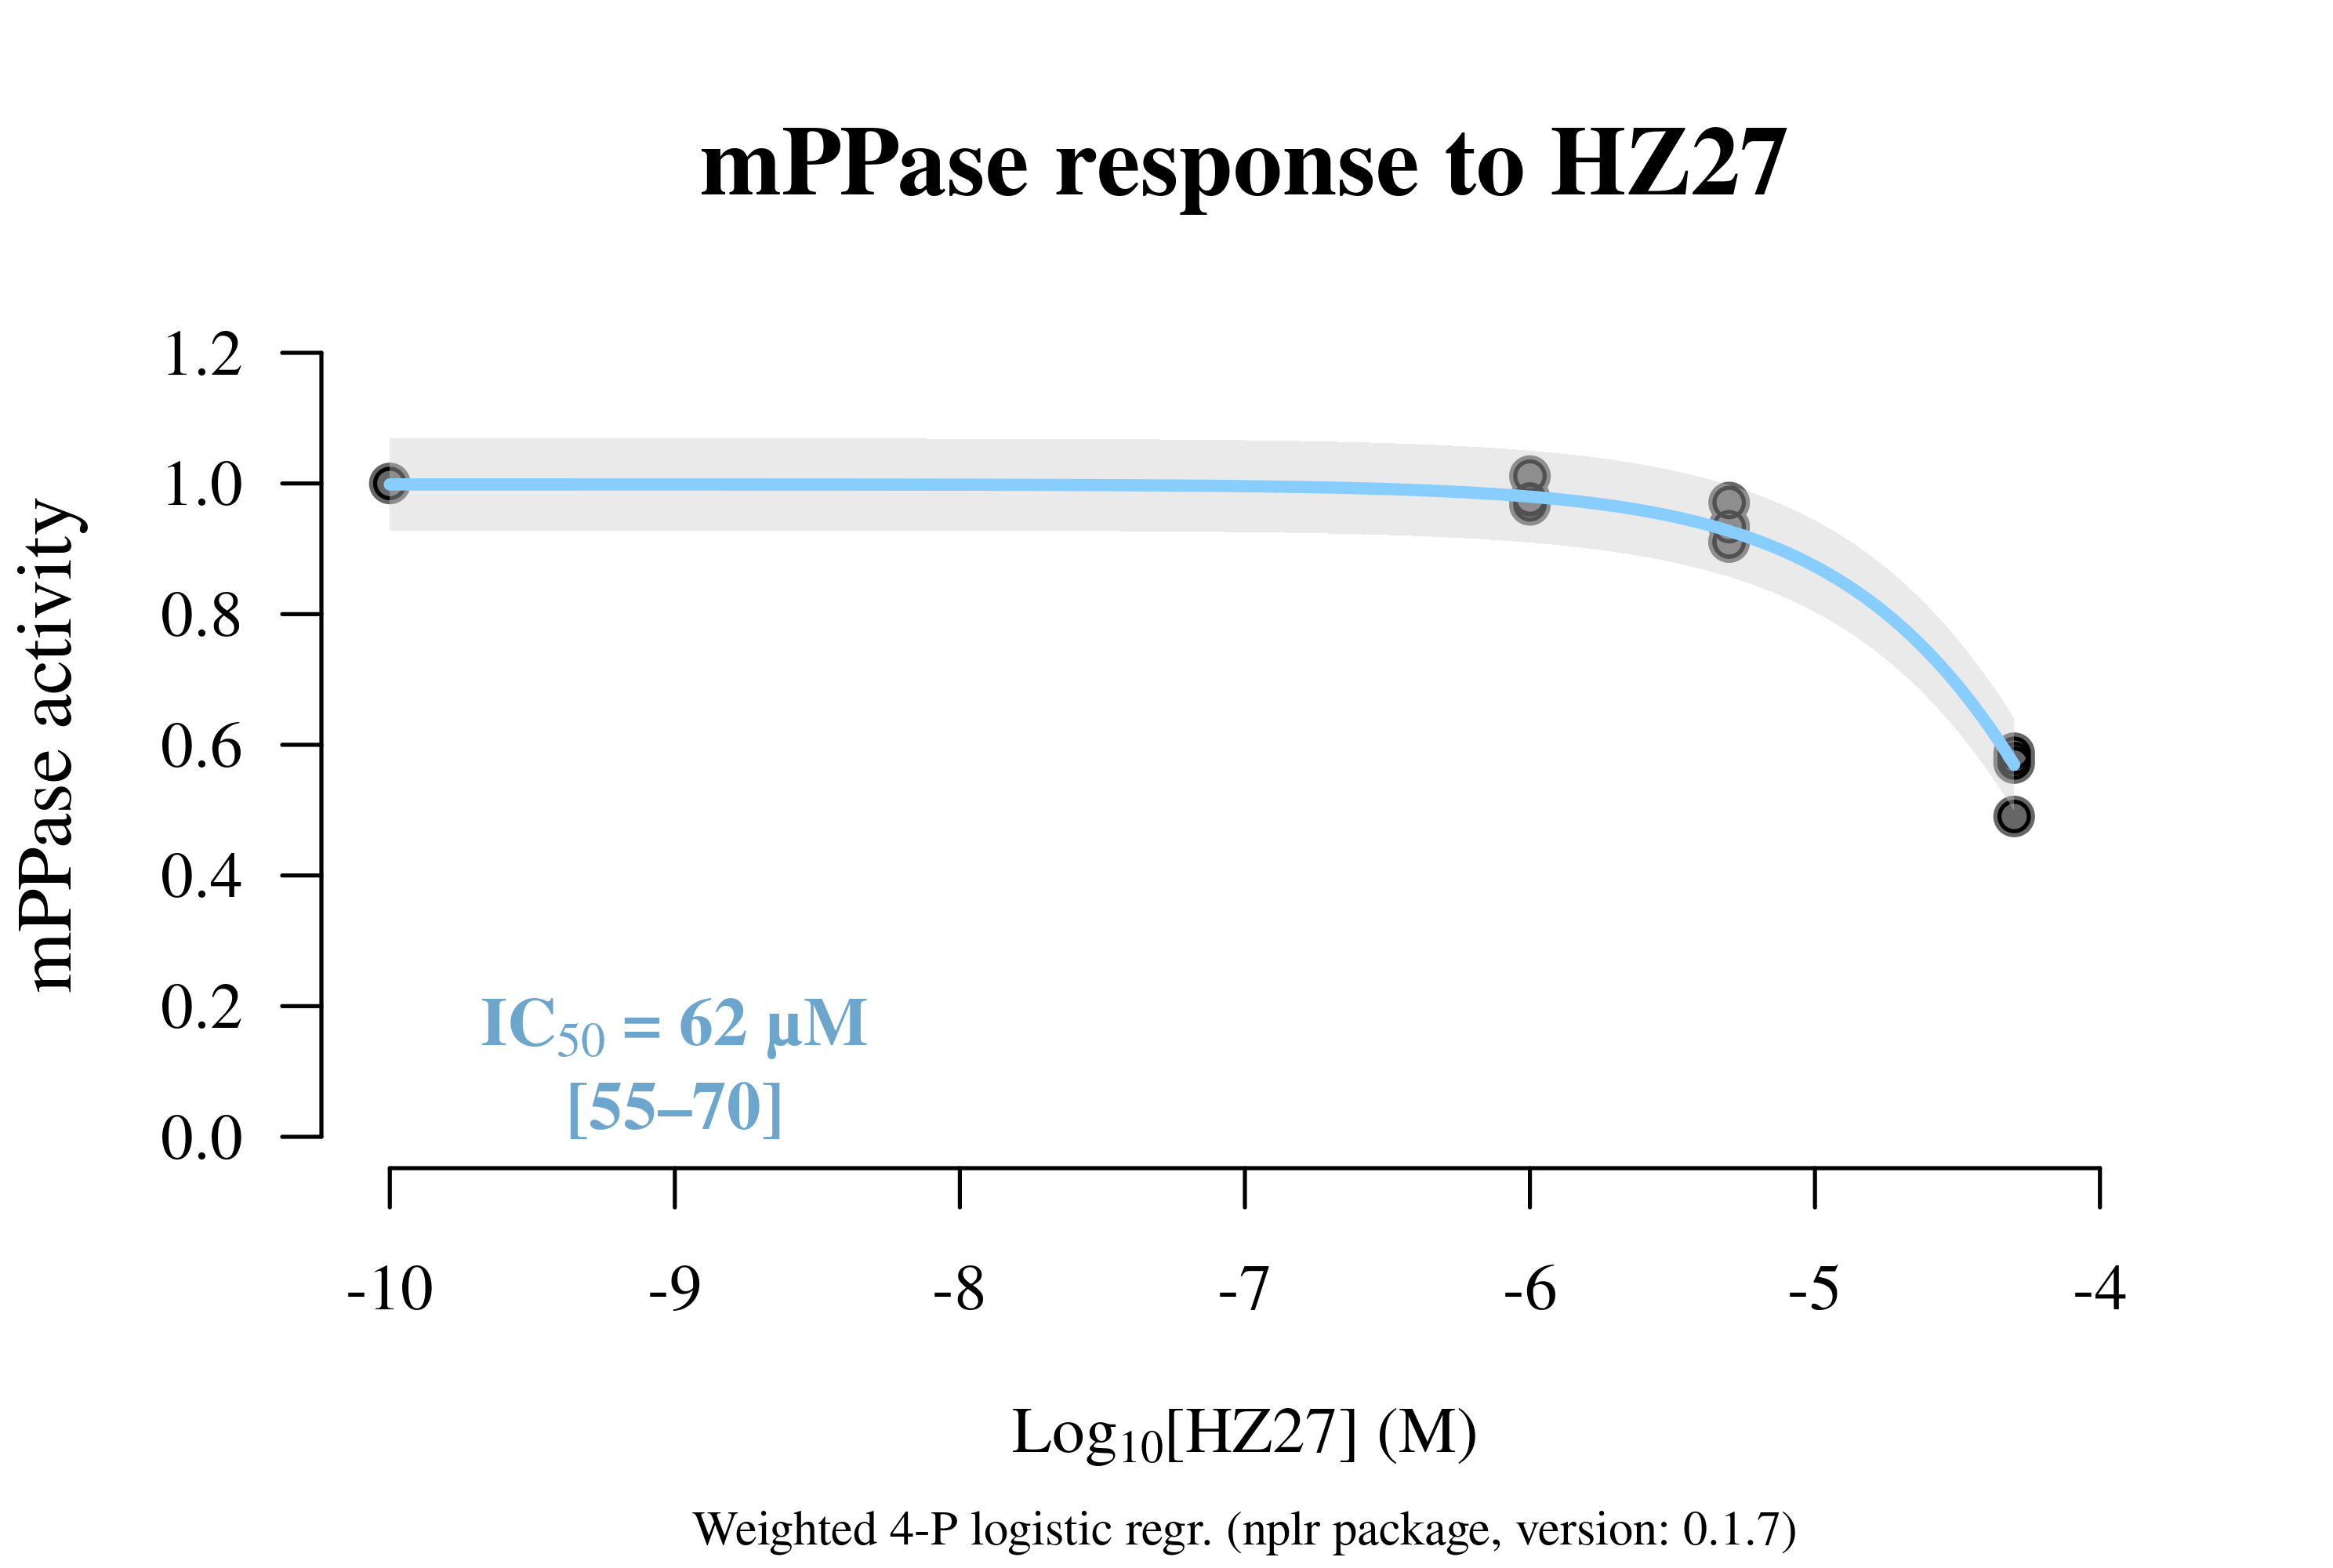 mPPase response to HZ27
mPPase activity
1.2
1.0
0.8
0.6
0.4
0.2
0.0
IC50 = 62 μM
[55–70]
-10 -9 -8 -7 -6 -5 -4
Log10[HZ27] (M)
Weighted 4-P logistic regr. (nplr package, version: 0.1.7)